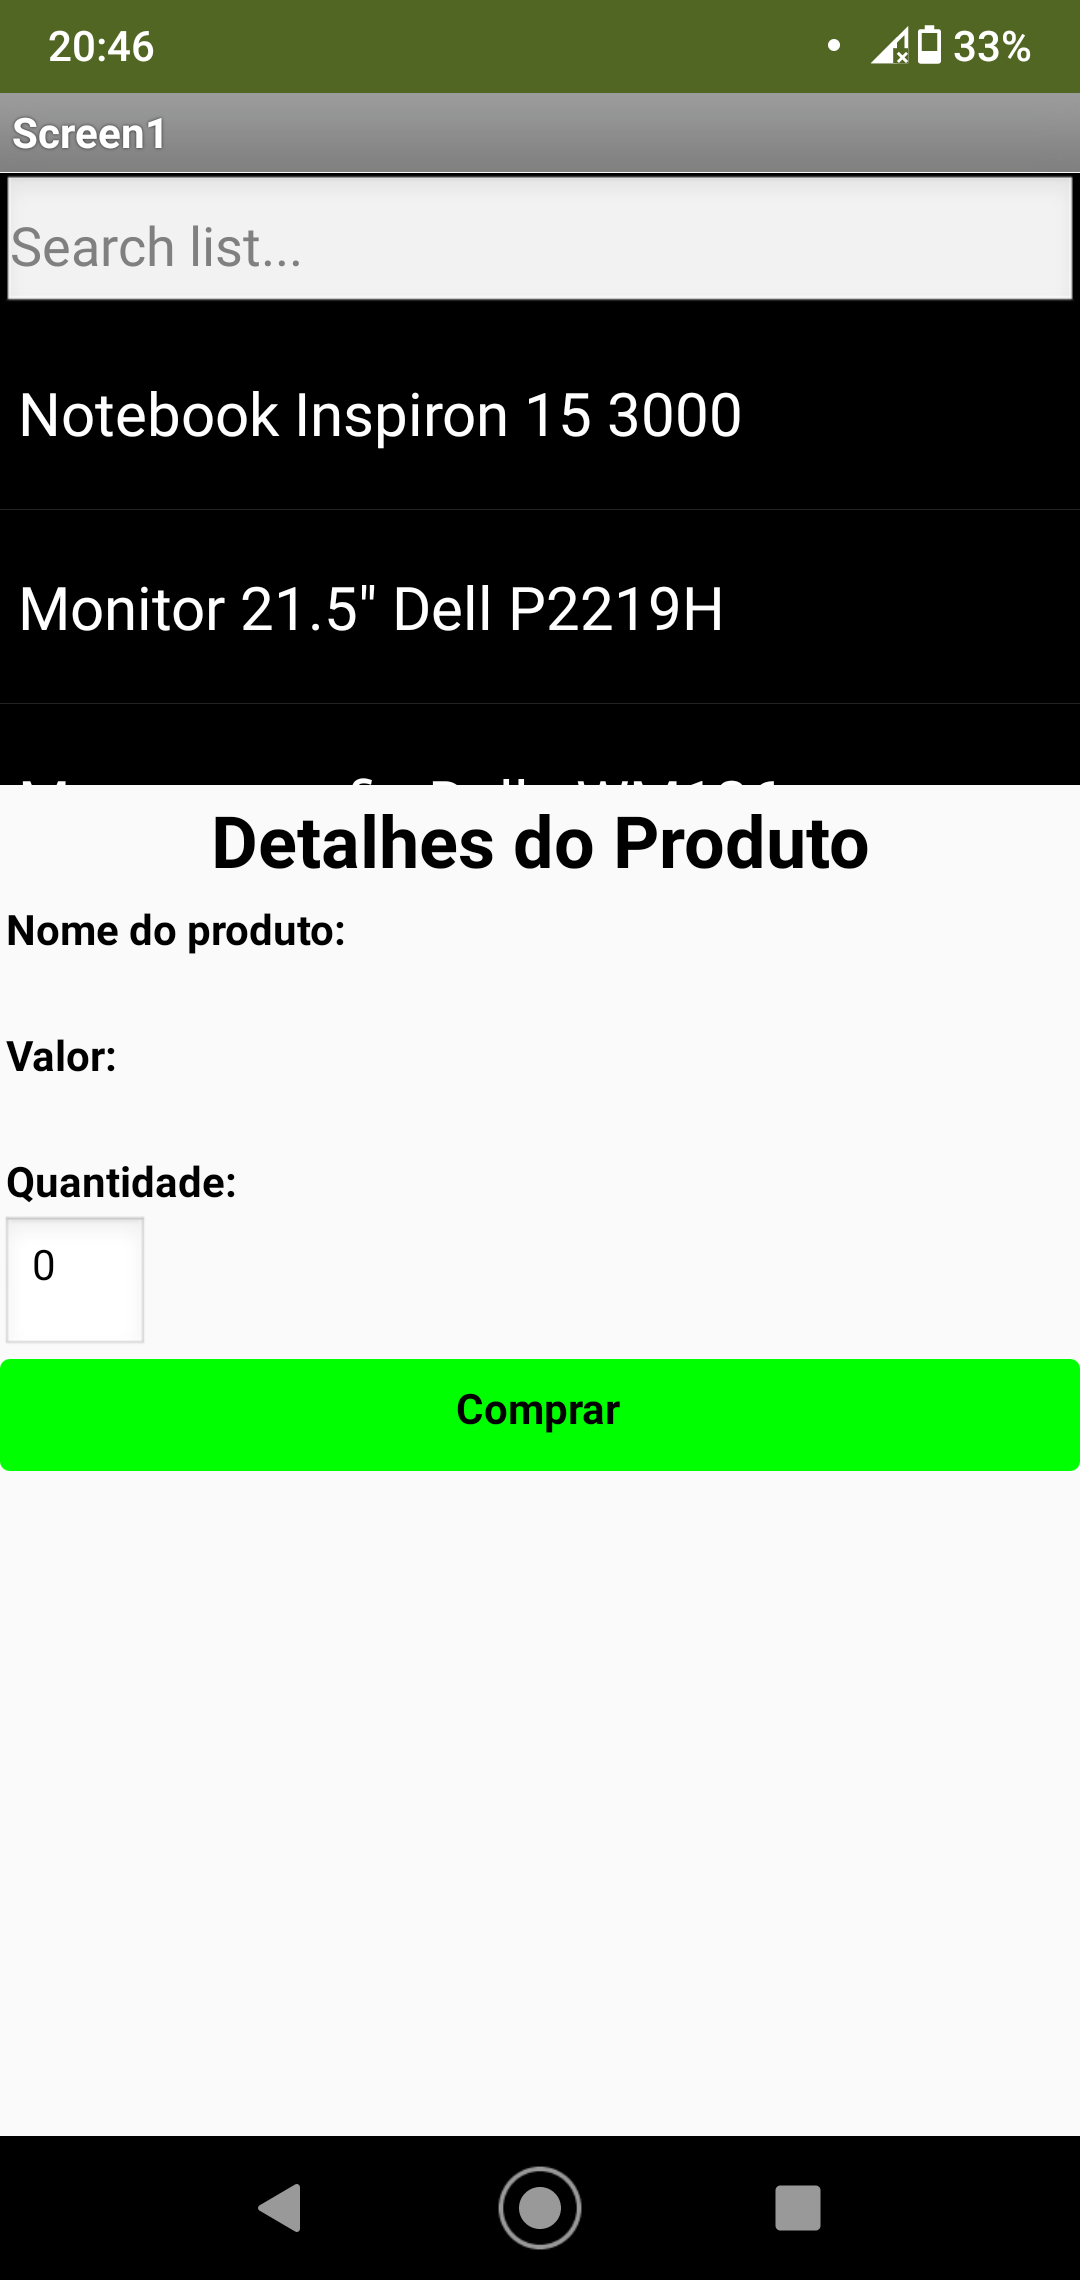 20:46
33%
Screen1
Search list...
Notebook Inspiron 15 3000
Monitor 21.5" Dell P2219H
Detalhes do Produto
Nome do produto:
Valor:
Quantidade:
0
Comprar